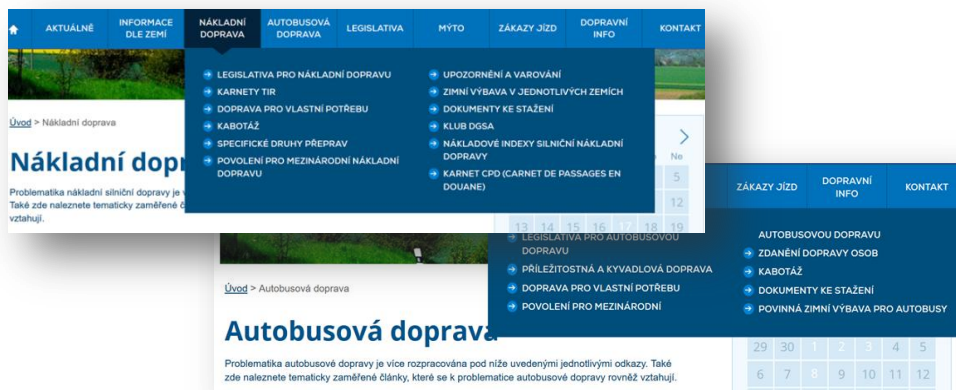 AKTUÁLNĚ
INFORMACE
DLE ZEMÍ
NÁKLADNÍ
DOPRAVA
AUTOBUSOVÁ
DOPRAVA
LEGISLATIVA
MÝTO
ZÁKAZY JÍZD
DOPRAVNÍ
INFO
KONTAKT
LEGISLATIVA PRO NÁKLADNÍ DOPRAVU
KARNETY TIR
DOPRAVA PRO VLASTNÍ POTŘEBU
KABOTÁŽ
SPECIFICKÉ DRUHY PŘEPRAV
POVOLENÍ PRO MEZINÁRODNÍ NÁKLADNÍ
DOPRAVU
UPOZORNĚNÍ A VAROVÁNÍ
ZIMNÍ VÝBAVA V JEDNOTLIVÝCH ZEMÍCH
DOKUMENTY KE STAŽENÍ
KLUB DGSA
NÁKLADOVÉ INDEXY SILNIČNÍ NÁKLADNÍ
DOPRAVY
KARNET CPD (CARNET DE PASSAGES EN
DOUANE)
Úvod > Nákladní doprava
Nákladní dopr
Problematika nákladní silniční dopravy je v
Také zde naleznete tematicky zaměřené č
vztahují.
Ne
5
12
13 14 15 16 17 18 19
ZÁKAZY JÍZD
DOPRAVNÍ
INFO
KONTAKT
LEGISLATIVA PRO AUTOBUSOVOU
DOPRAVU
PŘÍLEŽITOSTNÁ A KYVADLOVÁ DOPRAVA
DOPRAVA PRO VLASTNÍ POTŘEBU
POVOLENÍ PRO MEZINÁRODNÍ
AUTOBUSOVOU DOPRAVU
ZDANĚNÍ DOPRAVY OSOB
KABOTÁŽ
DOKUMENTY KE STAŽENÍ
POVINNÁ ZIMNÍ VÝBAVA PRO AUTOBUSY
Úvod > Autobusová doprava
Autobusová doprava
Problematika autobusové dopravy je více rozpracována pod níže uvedenými jednotlivými odkazy. Také
zde naleznete tematicky zaměřené články, které se k problematice autobusové dopravy rovněž vztahují.
29 30 1 2 3 4 5
6 7 8 9 10 11 12